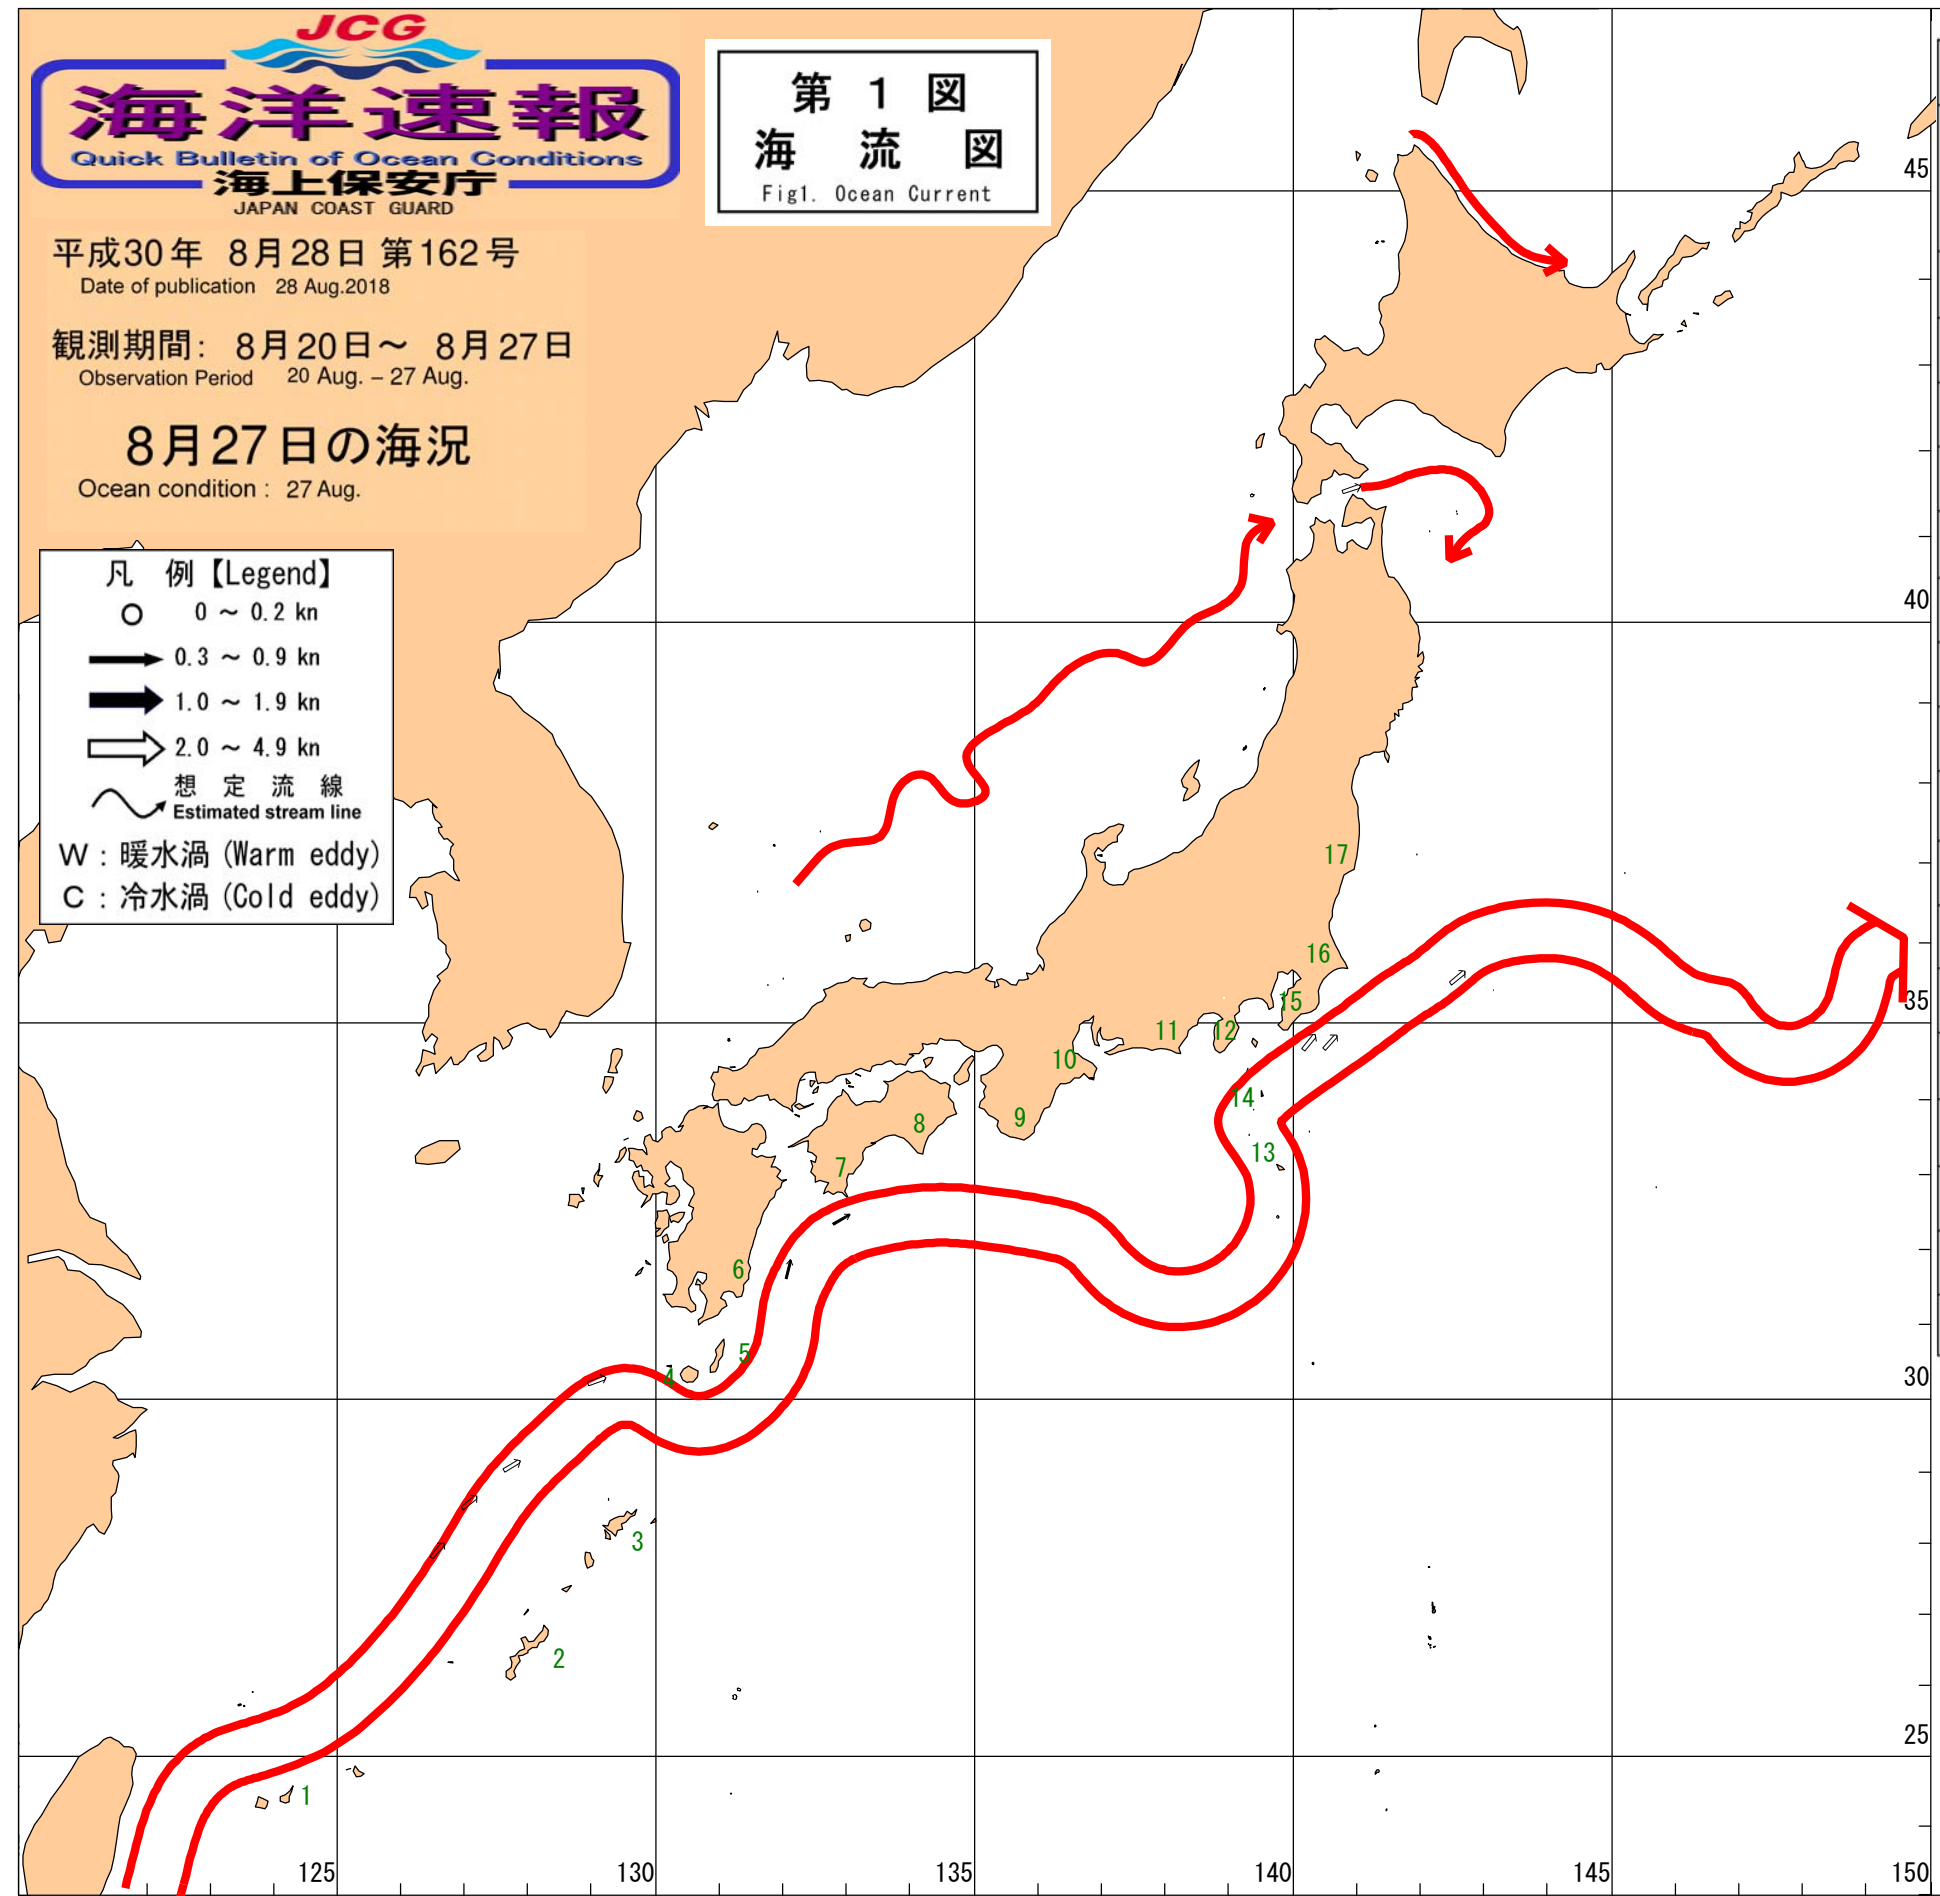 JCG
海洋速報
Quick Bulletin of Ocean Conditions
海上保安庁
JAPAN COAST GUARD
平成30年 8月28日 第162号
Date of publication 28 Aug.2018
観測期間: 8月20日～ 8月27日
Observation Period 20 Aug. – 27 Aug.
8月27日の海況
Ocean condition : 27 Aug.
第 1 図
海 流 図
Fig1. Ocean Current
凡 例【Legend】
0 ～ 0.2 kn
0.3 ～ 0.9 kn
1.0 ～ 1.9 kn
2.0 ～ 4.9 kn
想 定 流 線
Estimated stream line
W : 暖水渦 (Warm eddy)
C : 冷水渦 (Cold eddy)
45
40
17
16
35
15
11
12
10
14
9
8
13
7
6
5
4
30
3
2
25
1
125
130
135
140
145
150